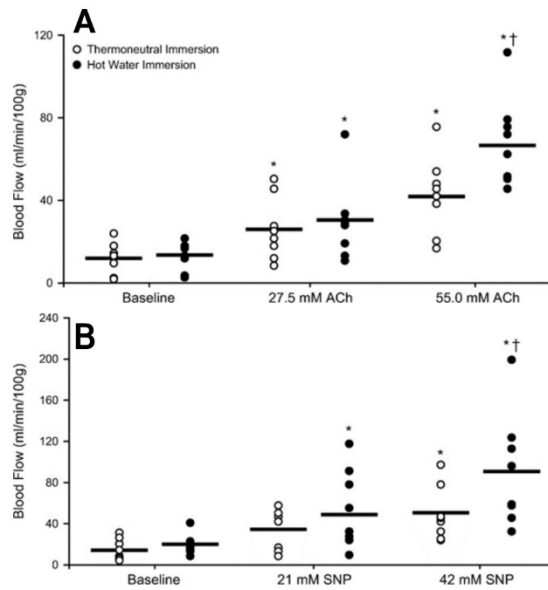 A
120
Thermoneutral Immersion
Hot Water Immersion
* †
80
*
*
*
40
0
Blood Flow (ml/min/100g)
Baseline
27.5 mM ACh
55.0 mM ACh
B
240
200
* †
160
120
*
*
80
40
0
Blood Flow (ml/min/100g)
Baseline
21 mM SNP
42 mM SNP